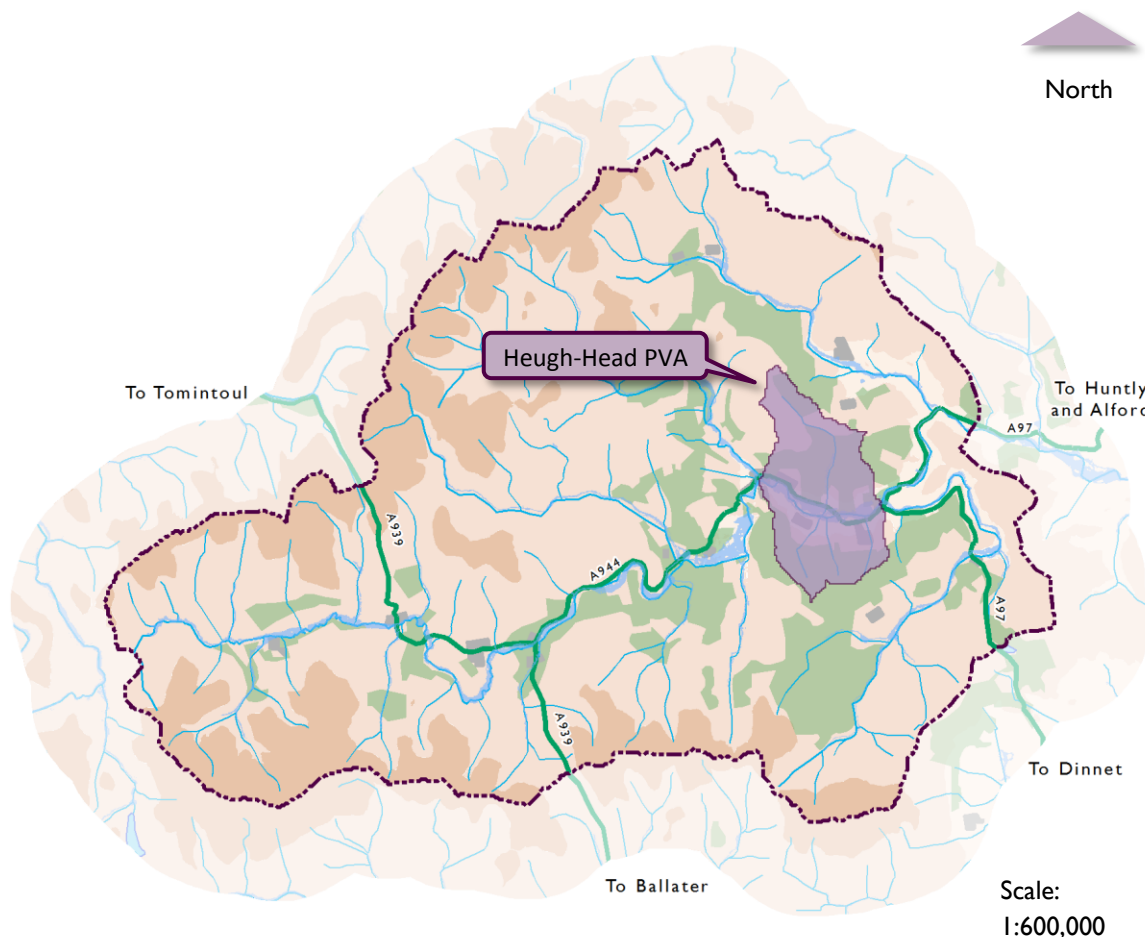 North
Heugh-Head PVA
To Tomintoul
To Huntly
and Alford
A97
A939
A944
A97
A939
To Dinnet
To Ballater
Scale:
1:600,000